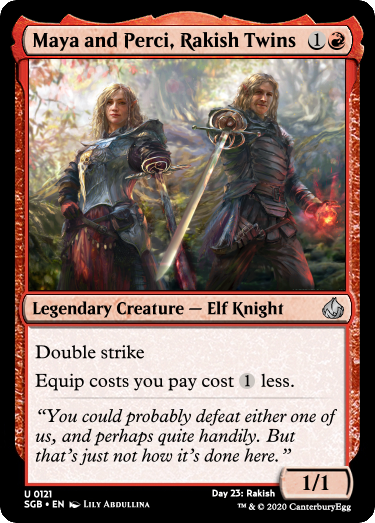 Maya and Perci, Rakish Twins 1
Legendary Creature — Elf Knight
Double strike
Equip costs you pay cost 1 less.
“You could probably defeat either one of
us, and perhaps quite handily. But
that’s just not how it’s done here.”
1/1
U 0121
Day 23: Rakish
SGB • EN Lily Abdullina
™ & © 2020 CanterburyEgg